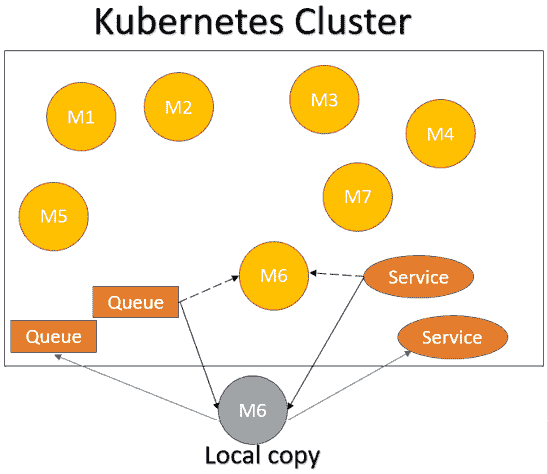 Kubernetes Cluster
M1
M2
M3
M4
M5
M7
M6
Service
Queue
Queue
Service
M6
Local copy